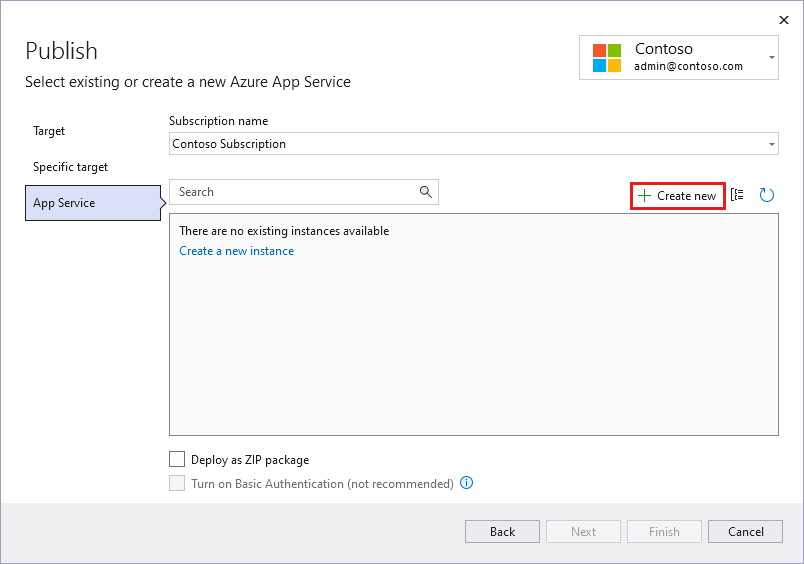 Publish
Select existing or create a new Azure App Service
Contoso
admin@contoso.com
Target
Specific target
App Service
Subscription name
Contoso Subscription
Search
Create new
There are no existing instances available
Create a new instance
Deploy as ZIP package
Turn on Basic Authentication (not recommended)
Back
Next
Finish
Cancel